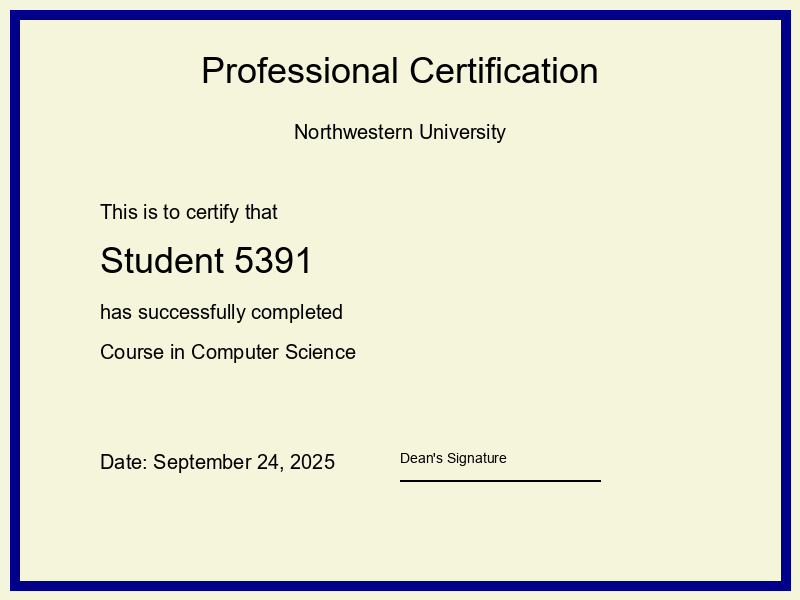 Professional Certification
Northwestern University
This is to certify that
Student 5391
has successfully completed
Course in Computer Science
Date: September 24, 2025
Dean's Signature